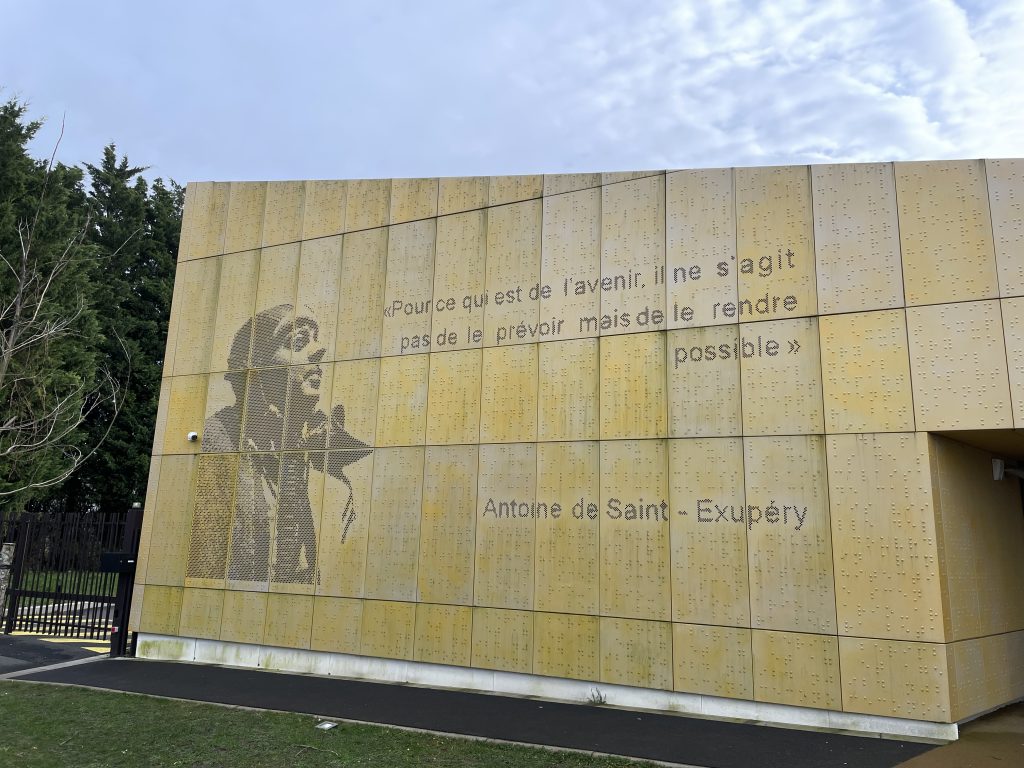 «Pour ce qui est de l'avenir, il ne s'agit
pas de le prévoir mais de le rendre
possible »
Antoine de Saint - Exupéry